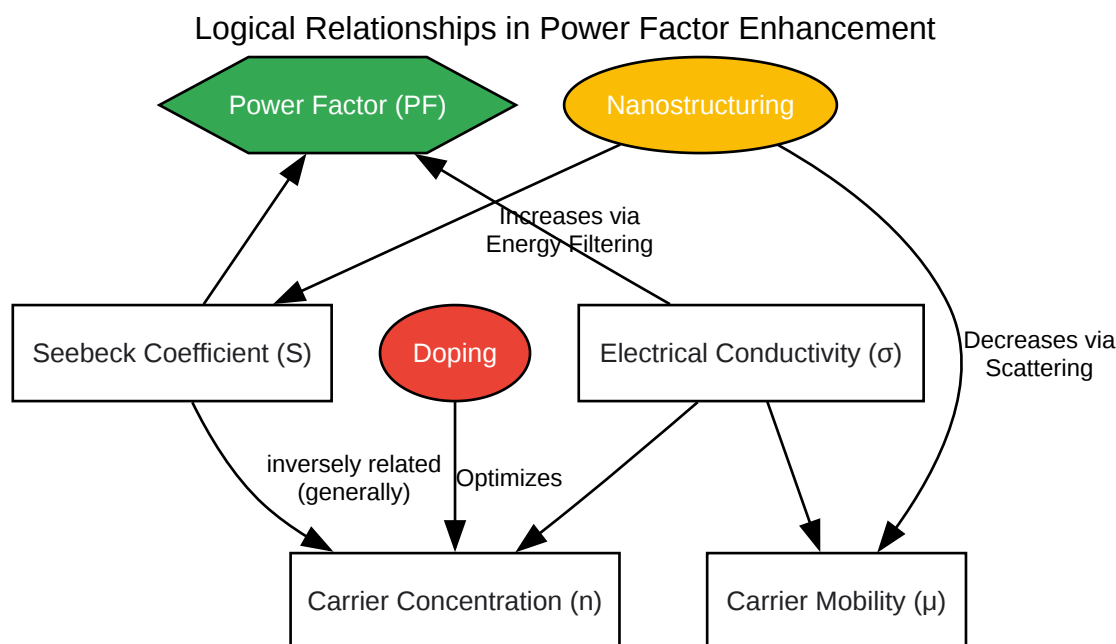 Logical Relationships in Power Factor Enhancement
Power Factor (PF)
Nanostructuring
Increases via
Energy Filtering
Seebeck Coefficient (S)
Doping
Electrical Conductivity (σ)
Decreases via
Scattering
inversely related
(generally)
Optimizes
Carrier Concentration (n)
Carrier Mobility (μ)